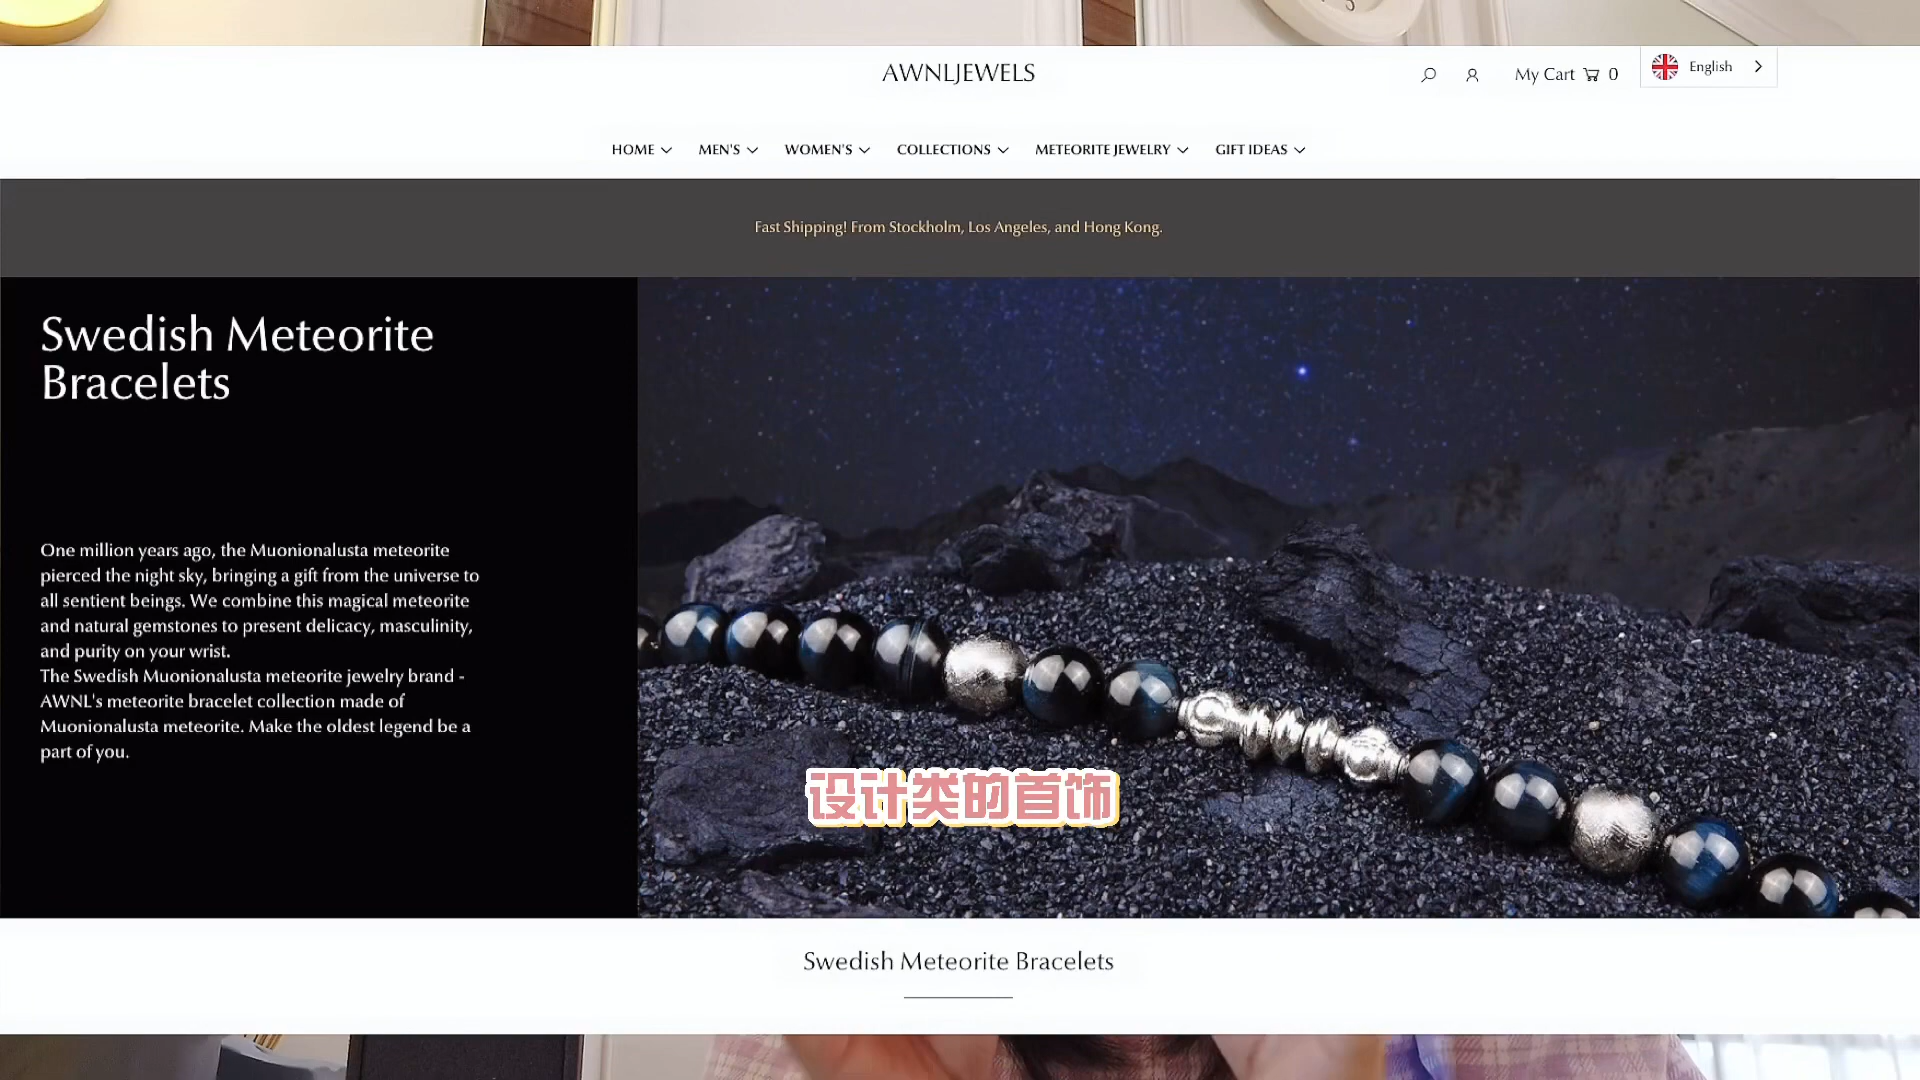 AWNLJEWELS
My Cart 0
English
HOME
MEN'S
WOMEN'S
COLLECTIONS
METEORITE JEWELRY
GIFT IDEAS
Fast Shipping! From Stockholm, Los Angeles, and Hong Kong.
Swedish Meteorite
Bracelets
One million years ago, the Muonionalusta meteorite
pierced the night sky, bringing a gift from the universe to
all sentient beings. We combine this magical meteorite
and natural gemstones to present delicacy, masculinity,
and purity on your wrist.
The Swedish Muonionalusta meteorite jewelry brand -
AWNL's meteorite bracelet collection made of
Muonionalusta meteorite. Make the oldest legend be a
part of you.
设计类的首饰
Swedish Meteorite Bracelets